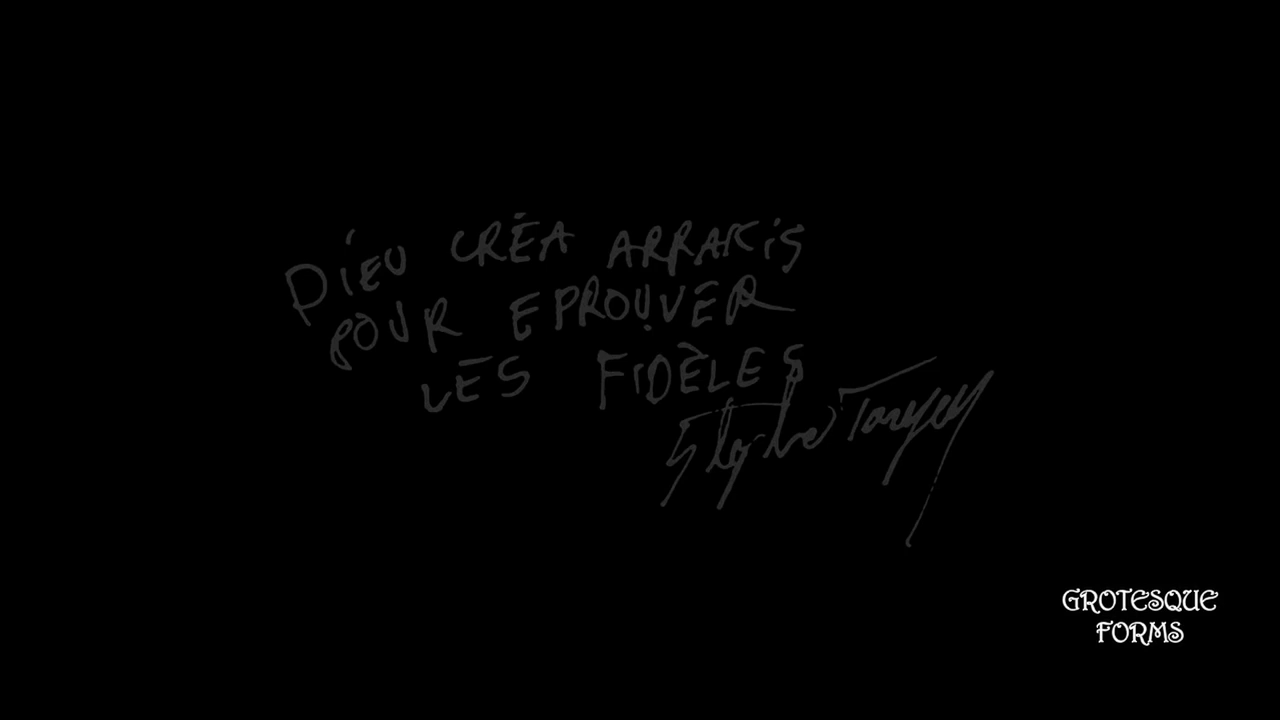 DIEU CRÉA ARRAKIS
POUR EPROUVER
LES FIDÈLES
GROTESQUE
FORMS